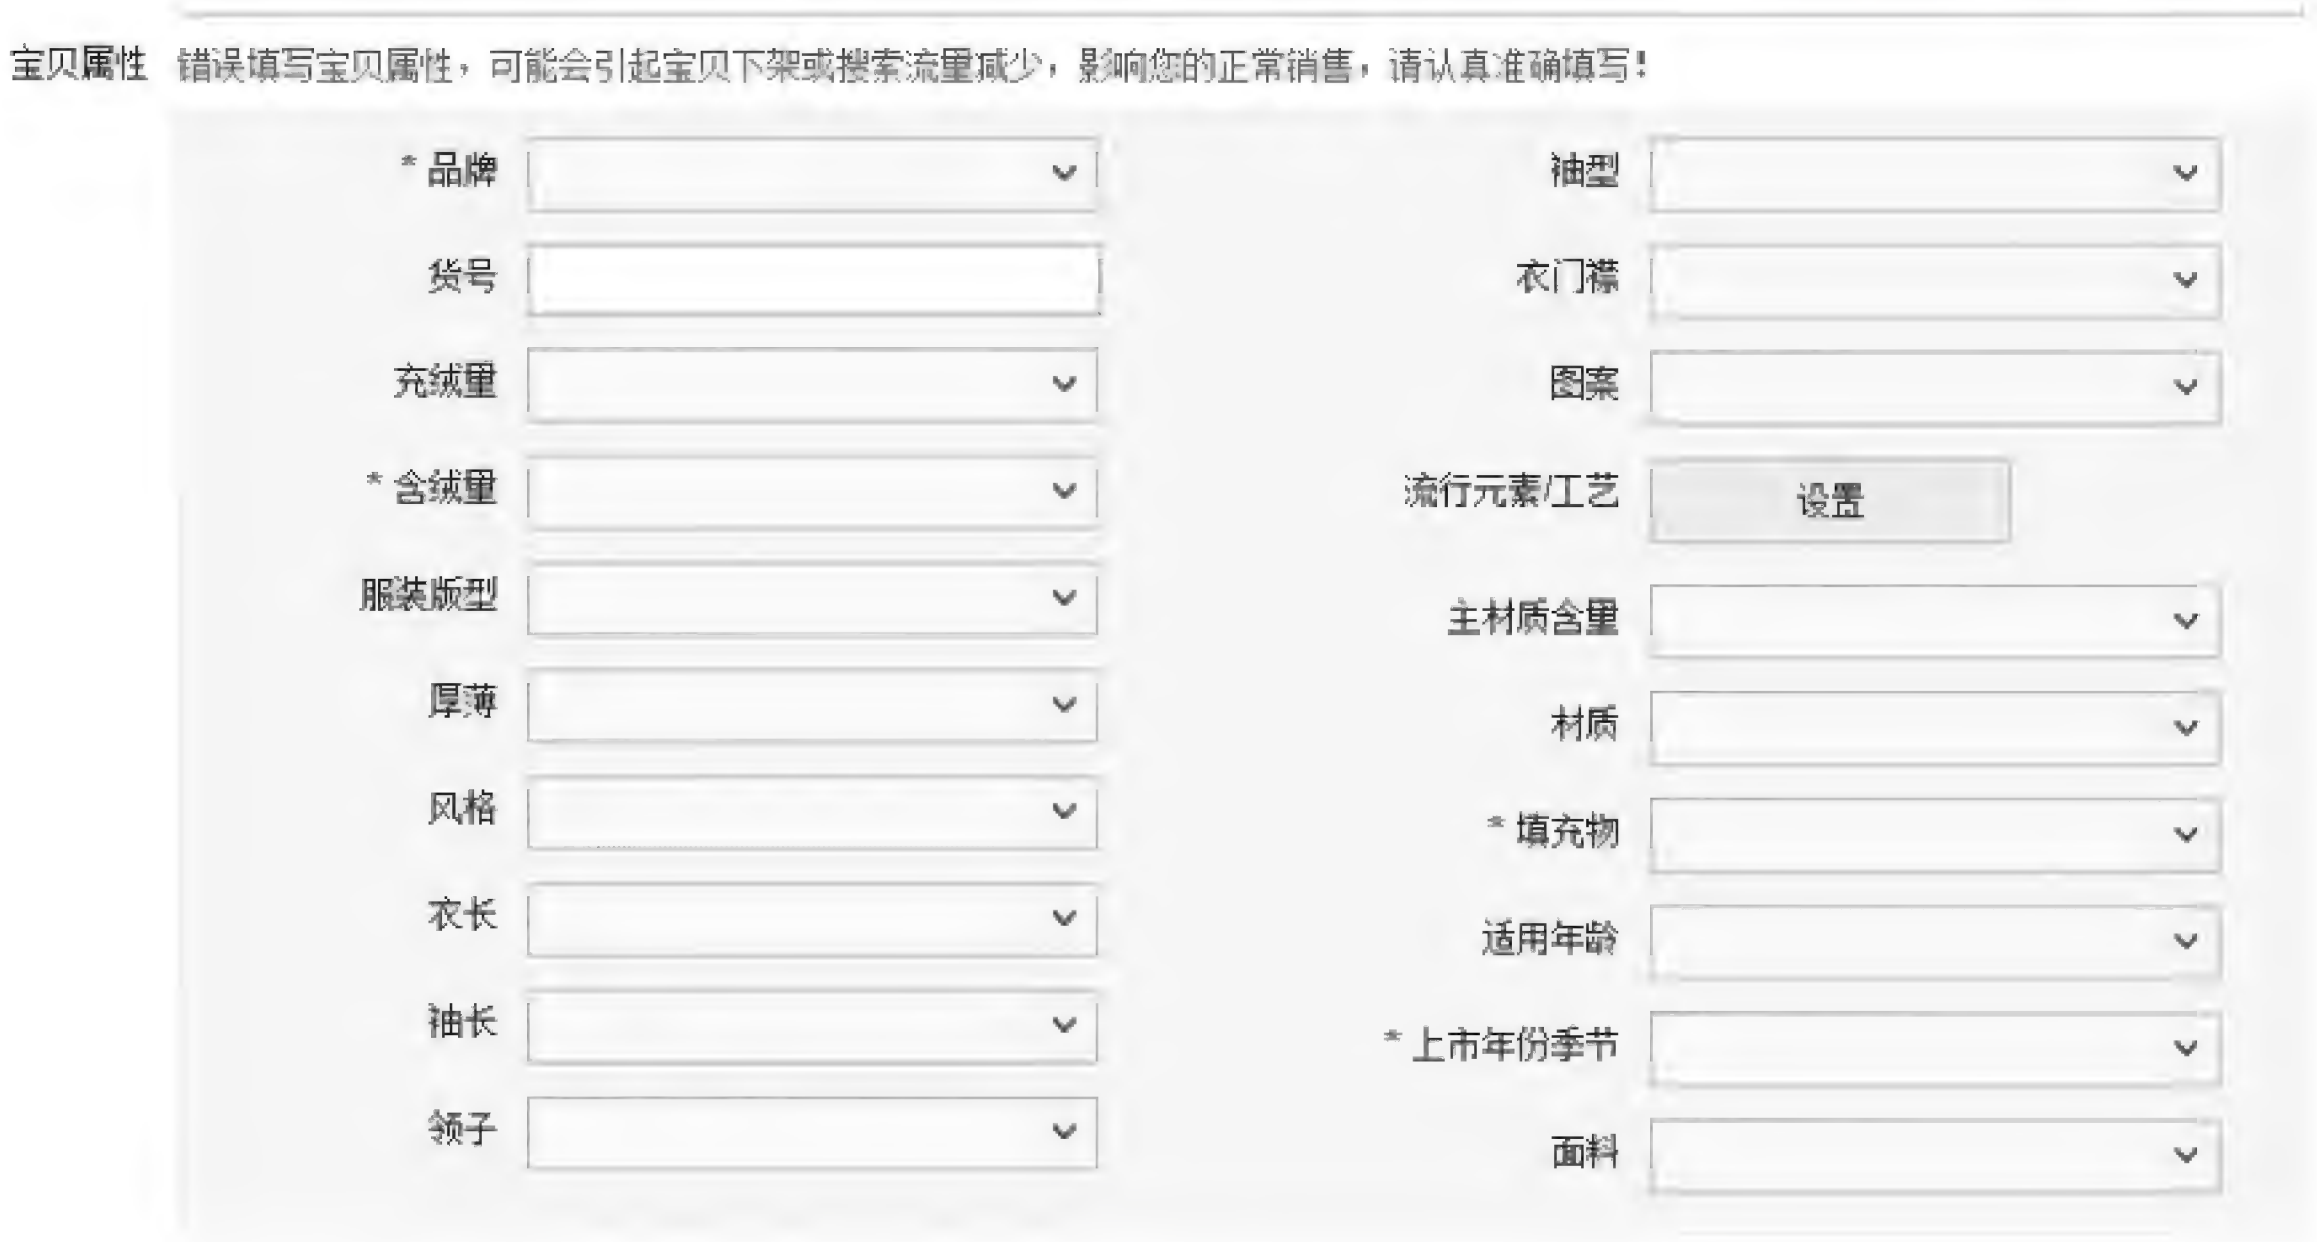 宝贝属性 错误填写宝贝属性，可能会引起宝贝下架或搜索流量减少，影响您的正常销售，请认真准确填写！
* 品牌
货号
充绒量
* 含绒量
服装版型
厚薄
风格
衣长
袖长
领子
袖型
衣门襟
图案
流行元素/工艺 设置
主材质含量
材质
* 填充物
适用年龄
* 上市年份季节
面料